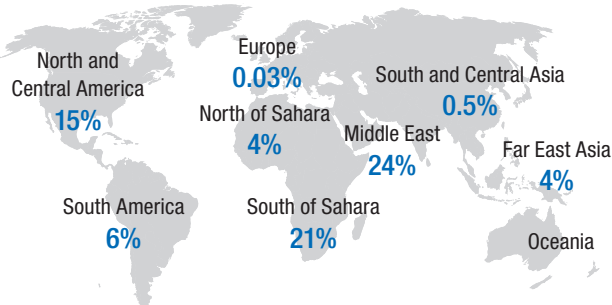 North and
Central America
15%
Europe
0.03%
South and Central Asia
0.5%
North of Sahara
4%
Middle East
24%
Far East Asia
4%
South America
6%
South of Sahara
21%
Oceania